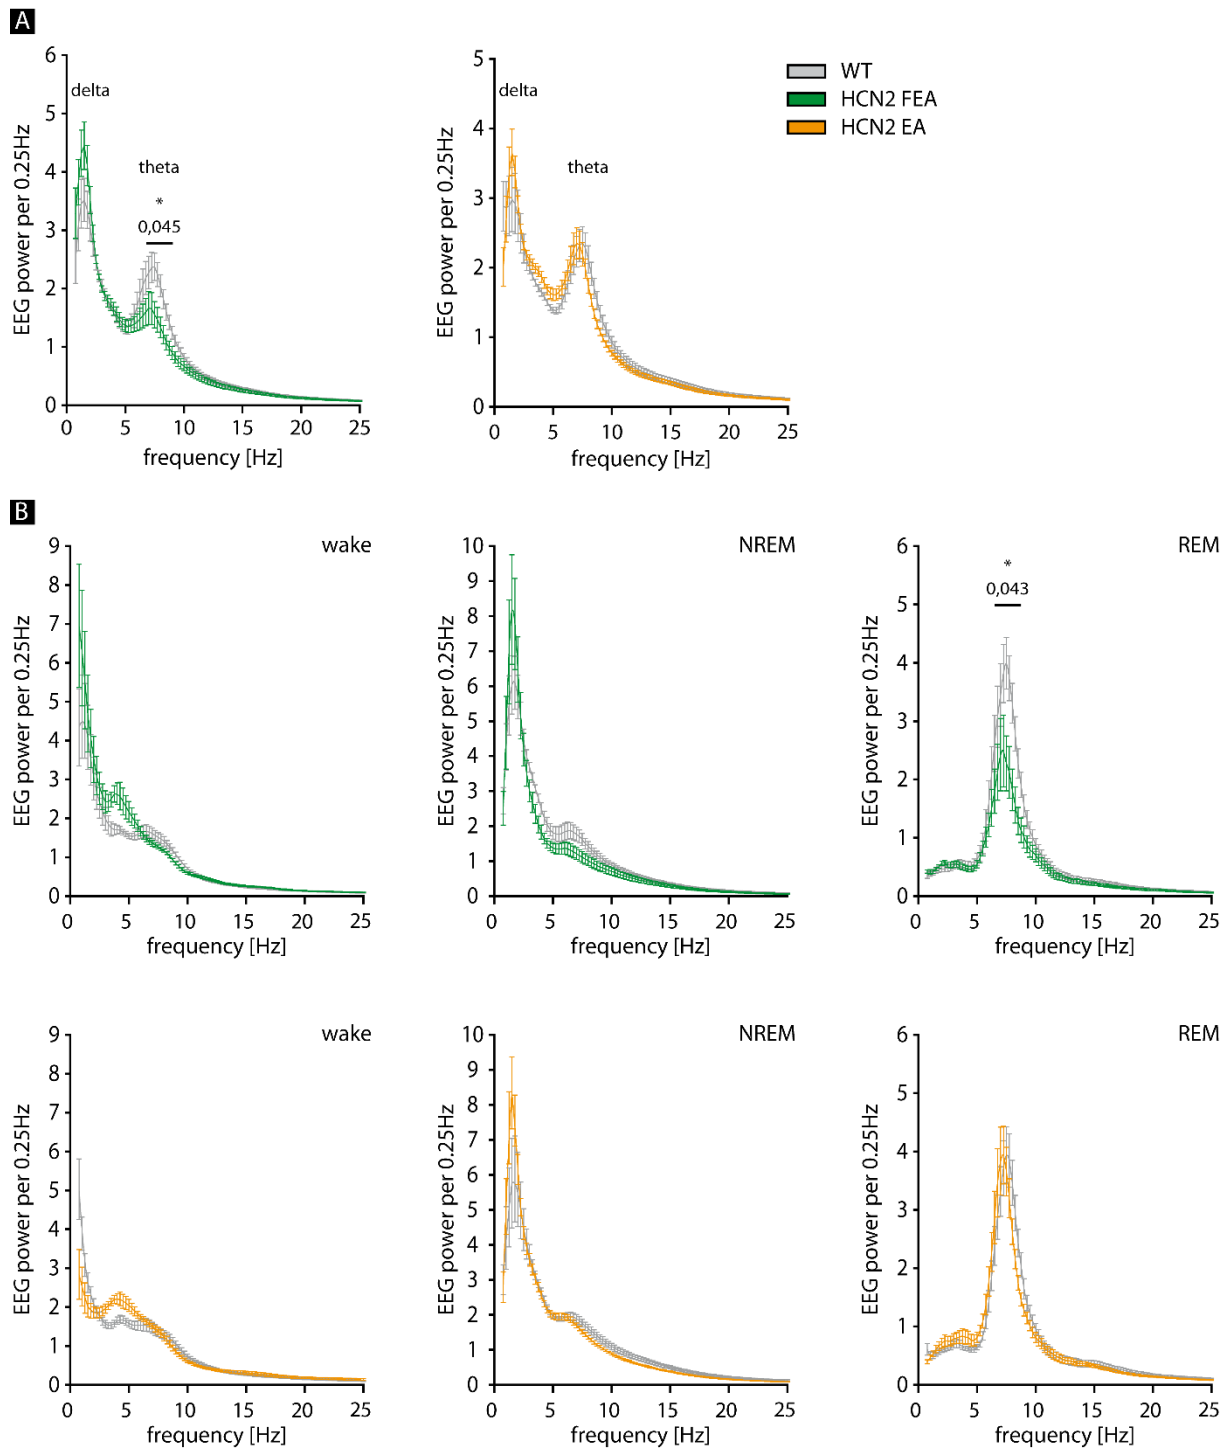 A
6
5
4
3
2
1
0
EEG power per 0.25Hz
delta
theta
*
0,045
0 5 10 15 20 25
frequency [Hz]
5
4
3
2
1
0
EEG power per 0.25Hz
delta
theta
0 5 10 15 20 25
frequency [Hz]
WT
HCN2 FEA
HCN2 EA
B
wake
9
8
7
6
5
4
3
2
1
0
EEG power per 0.25Hz
0 5 10 15 20 25
frequency [Hz]
NREM
10
9
8
7
6
5
4
3
2
1
0
EEG power per 0.25Hz
0 5 10 15 20 25
frequency [Hz]
REM
6
5
4
3
2
1
0
EEG power per 0.25Hz
*
0,043
0 5 10 15 20 25
frequency [Hz]
wake
9
8
7
6
5
4
3
2
1
0
EEG power per 0.25Hz
0 5 10 15 20 25
frequency [Hz]
NREM
10
9
8
7
6
5
4
3
2
1
0
EEG power per 0.25Hz
0 5 10 15 20 25
frequency [Hz]
REM
6
5
4
3
2
1
0
EEG power per 0.25Hz
0 5 10 15 20 25
frequency [Hz]